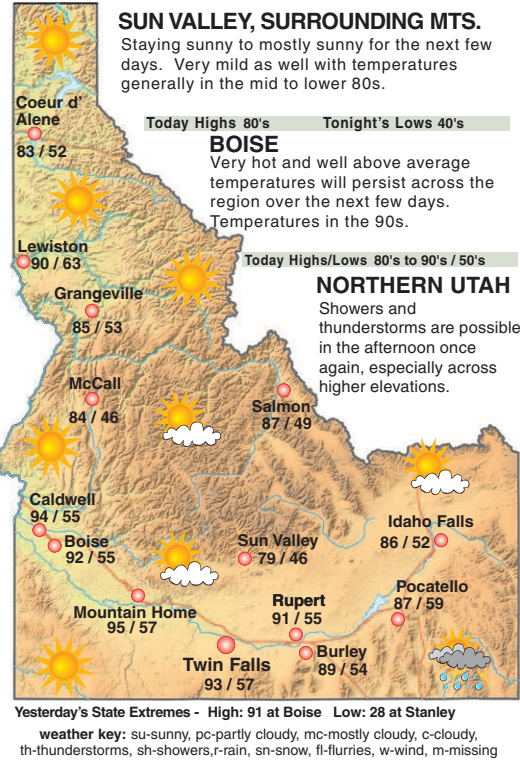 SUN VALLEY, SURROUNDING MTS.
Staying sunny to mostly sunny for the next few
days. Very mild as well with temperatures
generally in the mid to lower 80s.
Today Highs 80's Tonight's Lows 40's
BOISE
Very hot and well above average
temperatures will persist across the
region over the next few days.
Temperatures in the 90s.
Today Highs/Lows 80's to 90's / 50's
NORTHERN UTAH
Showers and
thunderstorms are possible
in the afternoon once
again, especially across
higher elevations.
Coeur d'
Alene
83 / 52
Lewiston
90 / 63
Grangeville
85 / 53
McCall
84 / 46
Salmon
87 / 49
Caldwell
94 / 55
Boise
92 / 55
Sun Valley
79 / 46
Idaho Falls
86 / 52
Mountain Home
95 / 57
Rupert
91 / 55
Pocatello
87 / 59
Twin Falls
93 / 57
Burley
89 / 54
Yesterday's State Extremes - High: 91 at Boise Low: 28 at Stanley
weather key: su-sunny, pc-partly cloudy, mc-mostly cloudy, c-cloudy,
th-thunderstorms, sh-showers,r-rain, sn-snow, fl-flurries, w-wind, m-missing